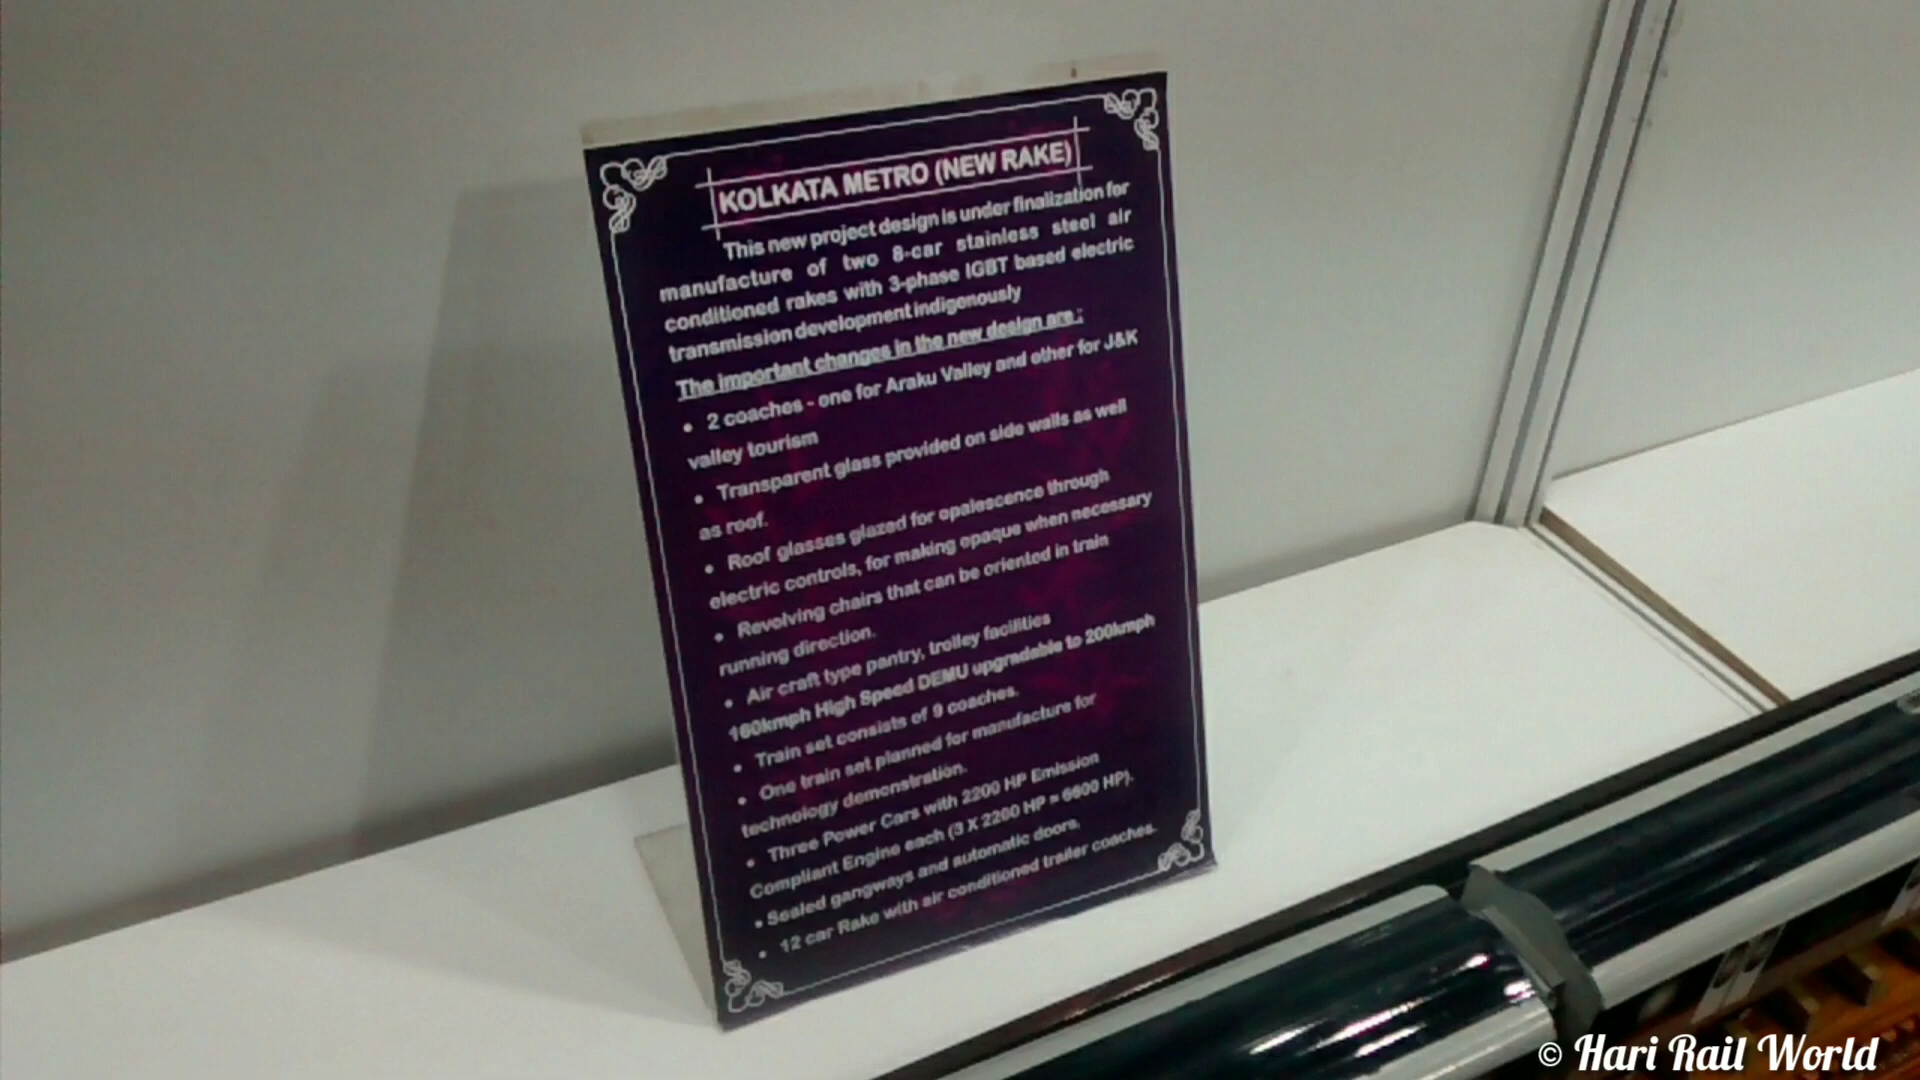 KOLKATA METRO (NEW RAKE)
This new project design is under finalization for
manufacture of two 8-car stainless steel air
conditioned rakes with 3-phase IGBT based electric
transmission development indigenously
The important changes in the new design are :
• 2 coaches - one for Araku Valley and other for J&K
valley tourism
• Transparent glass provided on side walls as well
as roof.
• Roof glasses glazed for opalescence through
electric controls, for making opaque when necessary
• Revolving chairs that can be oriented in train
running direction.
• Air craft type pantry, trolley facilities
160kmph High Speed DEMU upgradable to 200kmph
• Train set consists of 9 coaches.
• One train set planned for manufacture for
technology demonstration.
• Three Power Cars with 2200 HP Emission
Compliant Engine each (3 X 2200 HP = 6600 HP).
• Sealed gangways and automatic doors,
• 12 car Rake with air conditioned trailer coaches.
© Hari Rail World